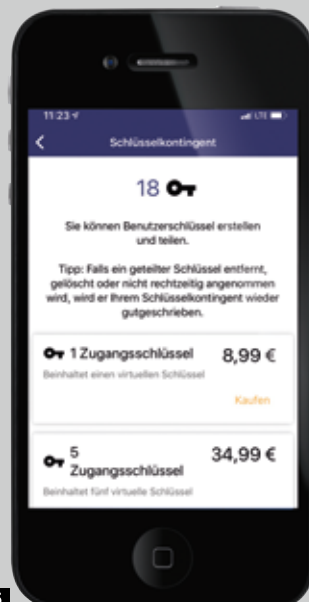 11:23
LTE
Schlüsselkontingent
18
Sie können Benutzerschlüssel erstellen
und teilen.
Tipp: Falls ein geteilter Schlüssel entfernt,
gelöscht oder nicht rechtzeitig angenommen
wird, wird er Ihrem Schlüsselkontingent wieder
gutgeschrieben.
1 Zugangsschlüssel 8,99 €
Beinhaltet einen virtuellen Schlüssel
Kaufen
5 34,99 €
Zugangsschlüssel
Beinhaltet fünf virtuelle Schlüssel